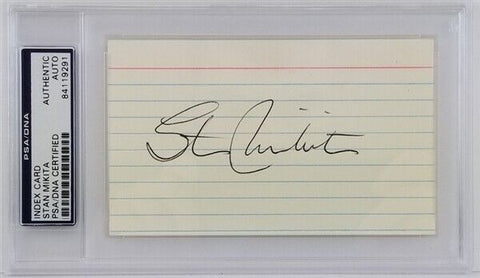 PSA/DNA
INDEX CARD
STAN MIKITA
PSA/DNA CERTIFIED
AUTHENTIC
AUTO
84119291
Stan Mikita